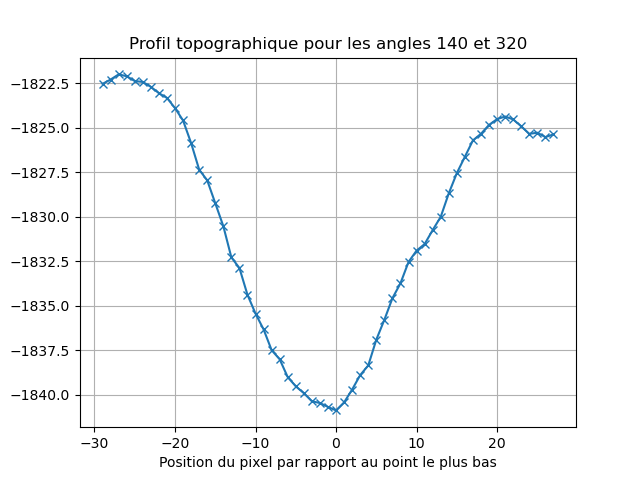 Profil topographique pour les angles 140 et 320
−1822.5
−1825.0
−1827.5
−1830.0
−1832.5
−1835.0
−1837.5
−1840.0
−30 −20 −10 0 10 20
Position du pixel par rapport au point le plus bas